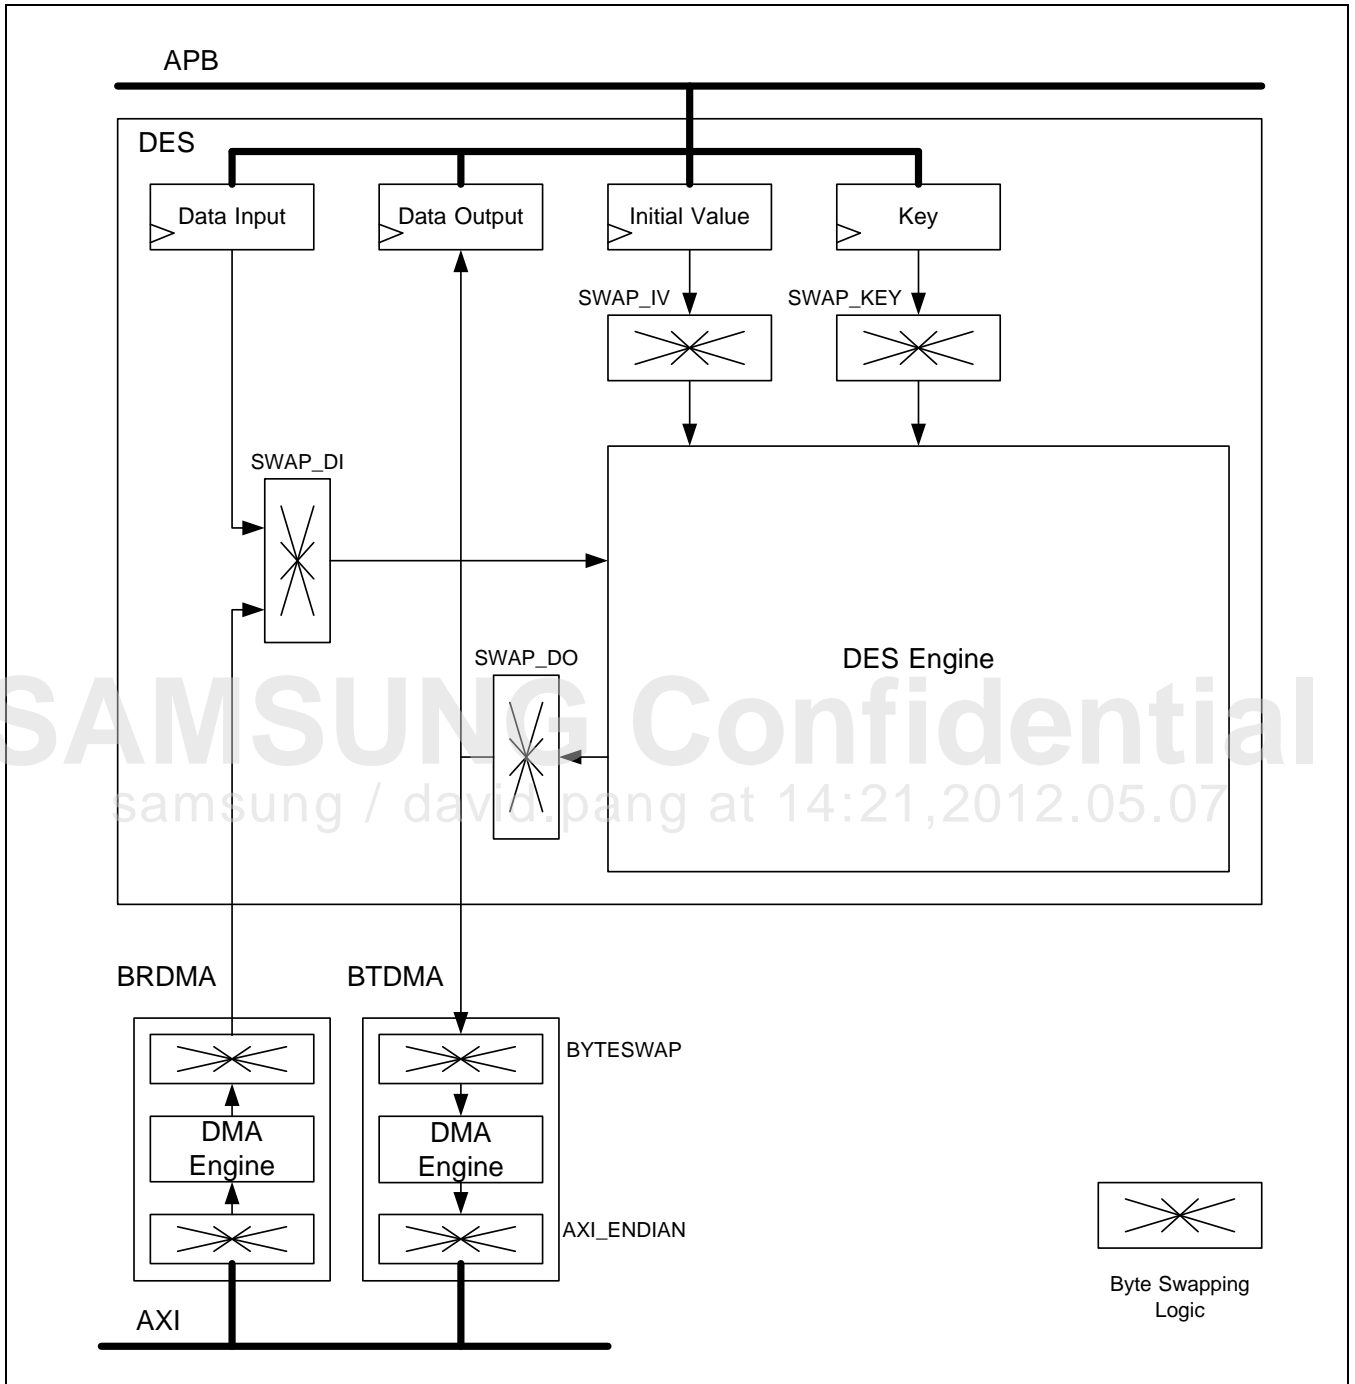 APB
DES
Data Input
Data Output
Initial Value
Key
SWAP_IV
SWAP_KEY
SWAP_DI
SWAP_DO
DES Engine
SAMSUNG Confidential
samsung / david.pang at 14:21,2012.05.07
BRDMA
BTDMA
BYTESWAP
DMA
Engine
DMA
Engine
AXI_ENDIAN
AXI
Byte Swapping
Logic